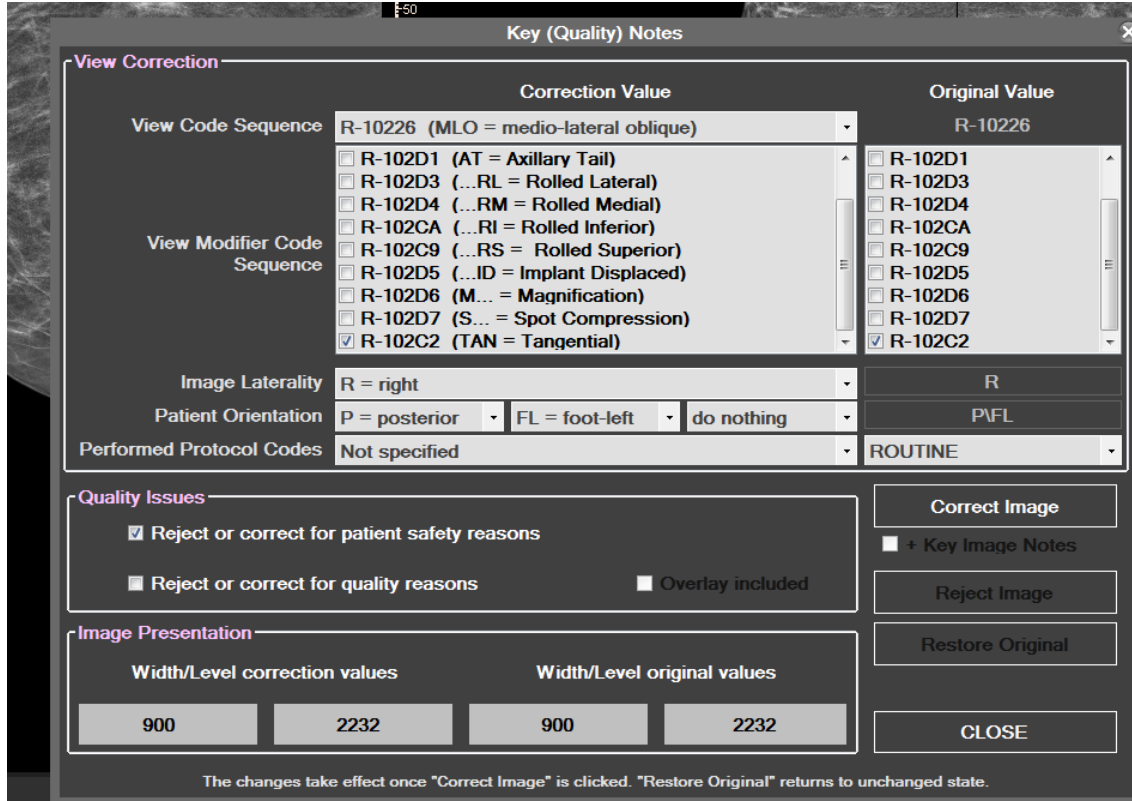 -50
Key (Quality) Notes
View Correction
Correction Value Original Value
View Code Sequence R-10226 (MLO = medio-lateral oblique) R-10226
R-102D1 (AT = Axillary Tail) R-102D1
R-102D3 (...RL = Rolled Lateral) R-102D3
R-102D4 (...RM = Rolled Medial) R-102D4
R-102CA (...RI = Rolled Inferior) R-102CA
View Modifier Code Sequence R-102C9 (...RS = Rolled Superior) R-102C9
R-102D5 (...ID = Implant Displaced) R-102D5
R-102D6 (M... = Magnification) R-102D6
R-102D7 (S... = Spot Compression) R-102D7
R-102C2 (TAN = Tangential) R-102C2
Image Laterality R = right R
Patient Orientation P = posterior FL = foot-left do nothing P\FL
Performed Protocol Codes Not specified ROUTINE
Quality Issues
Reject or correct for patient safety reasons
Reject or correct for quality reasons Overlay included
Correct Image
+ Key Image Notes
Reject Image
Restore Original
Image Presentation
Width/Level correction values Width/Level original values
900 2232 900 2232
CLOSE
The changes take effect once "Correct Image" is clicked. "Restore Original" returns to unchanged state.